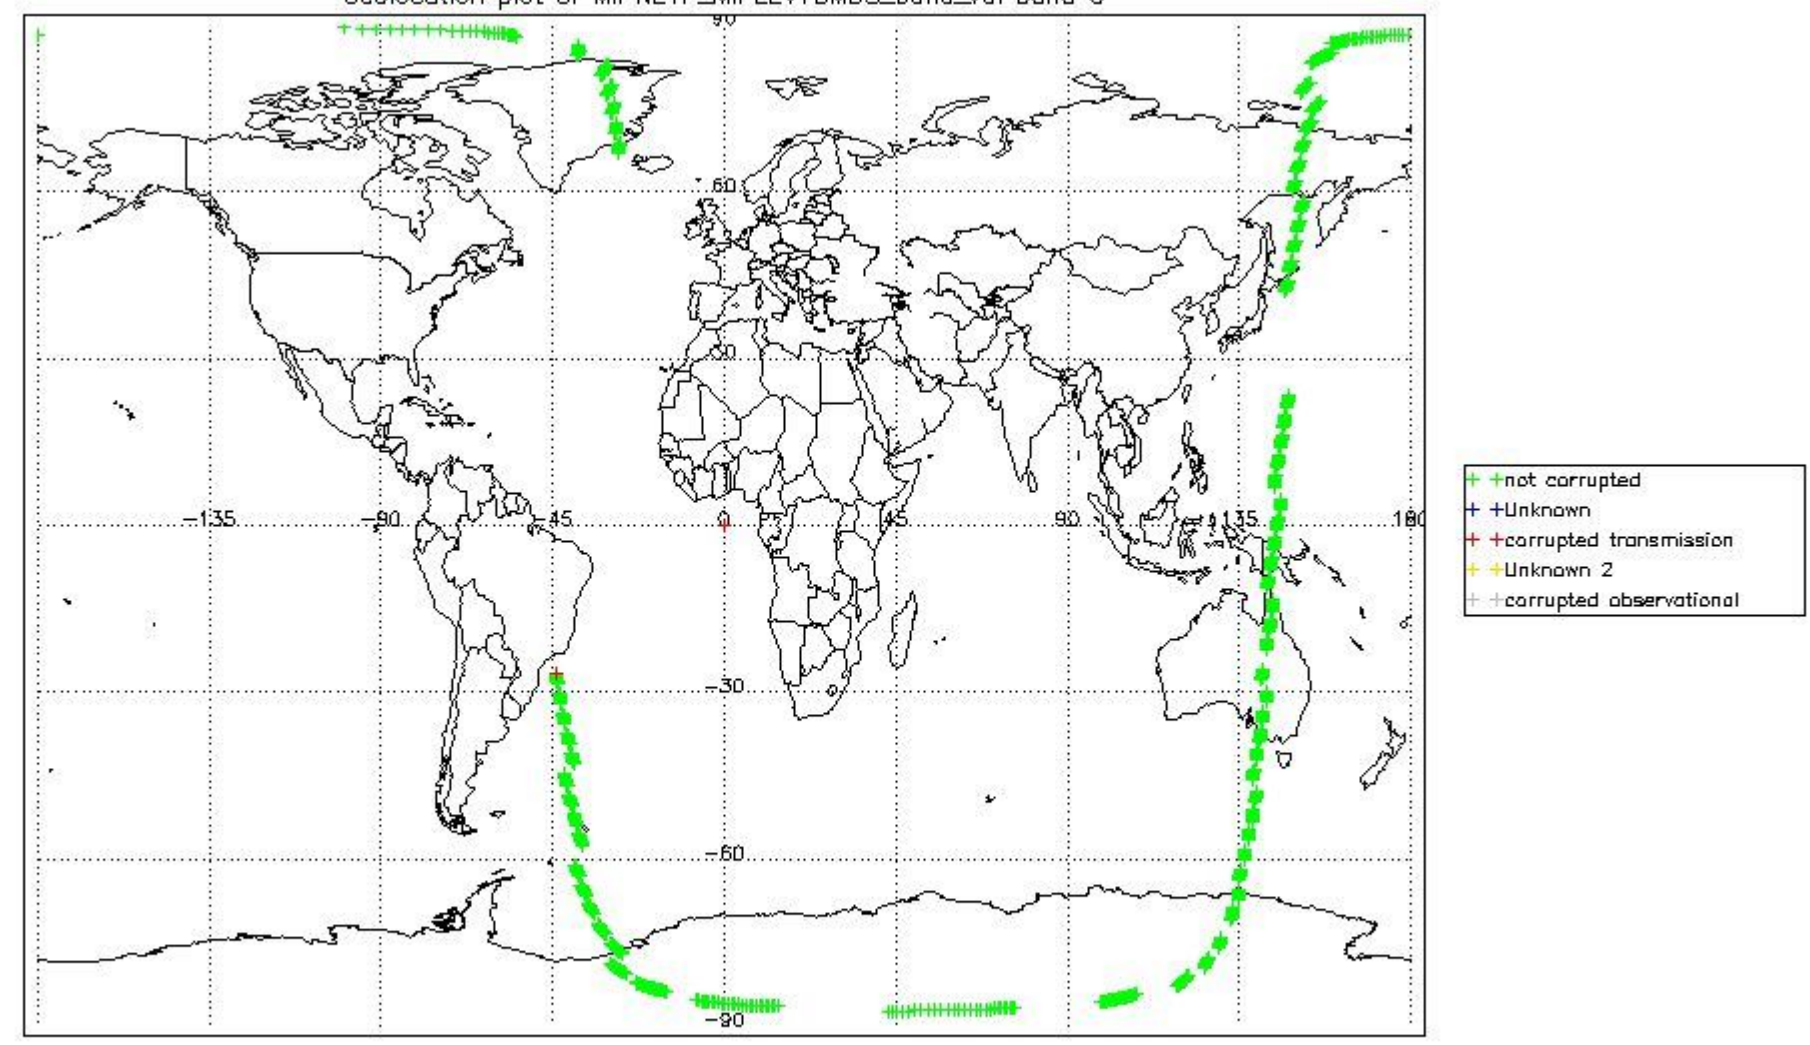 90
60
30
-135
-90
-45
0
45
90
135
180
-30
-60
-90
not corrupted
Unknown
corrupted transmission
Unknown 2
corrupted observational